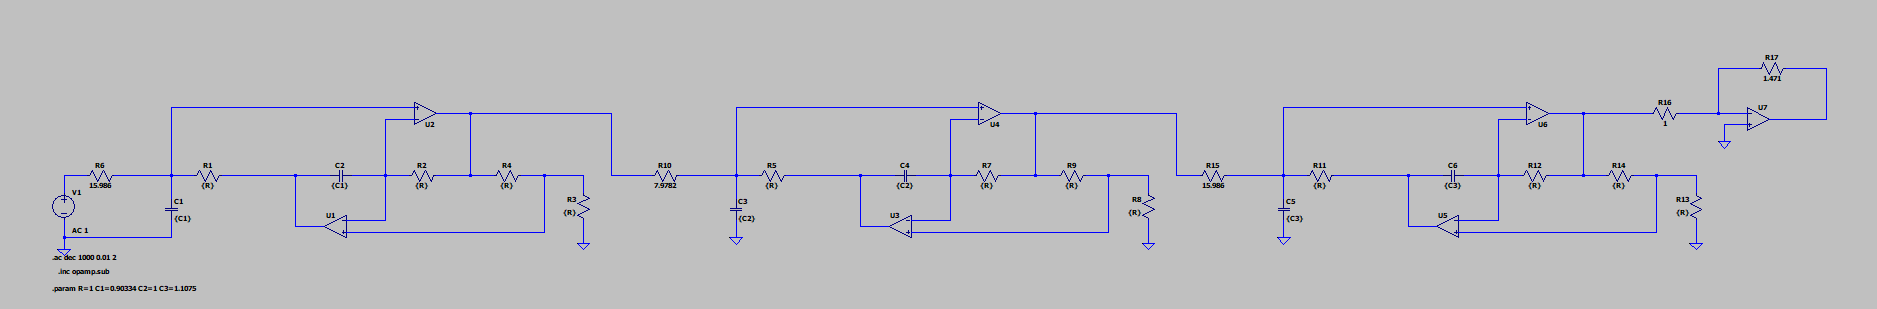 R17
1.471
R16
1
U7
U2
U4
U6
R6
15.986
R1
{R}
C2
{C1}
R2
{R}
R4
{R}
R10
7.9782
R5
{R}
C4
{C2}
R7
{R}
R9
{R}
R15
15.986
R11
{R}
C6
{C3}
R12
{R}
R14
{R}
V1
AC 1
C1
{C1}
U1
R3
{R}
C3
{C2}
U3
R8
{R}
C5
{C3}
U5
R13
{R}
.ac dec 1000 0.01 2
.inc opamp.sub
.param R=1 C1=0.90334 C2=1 C3=1.1075